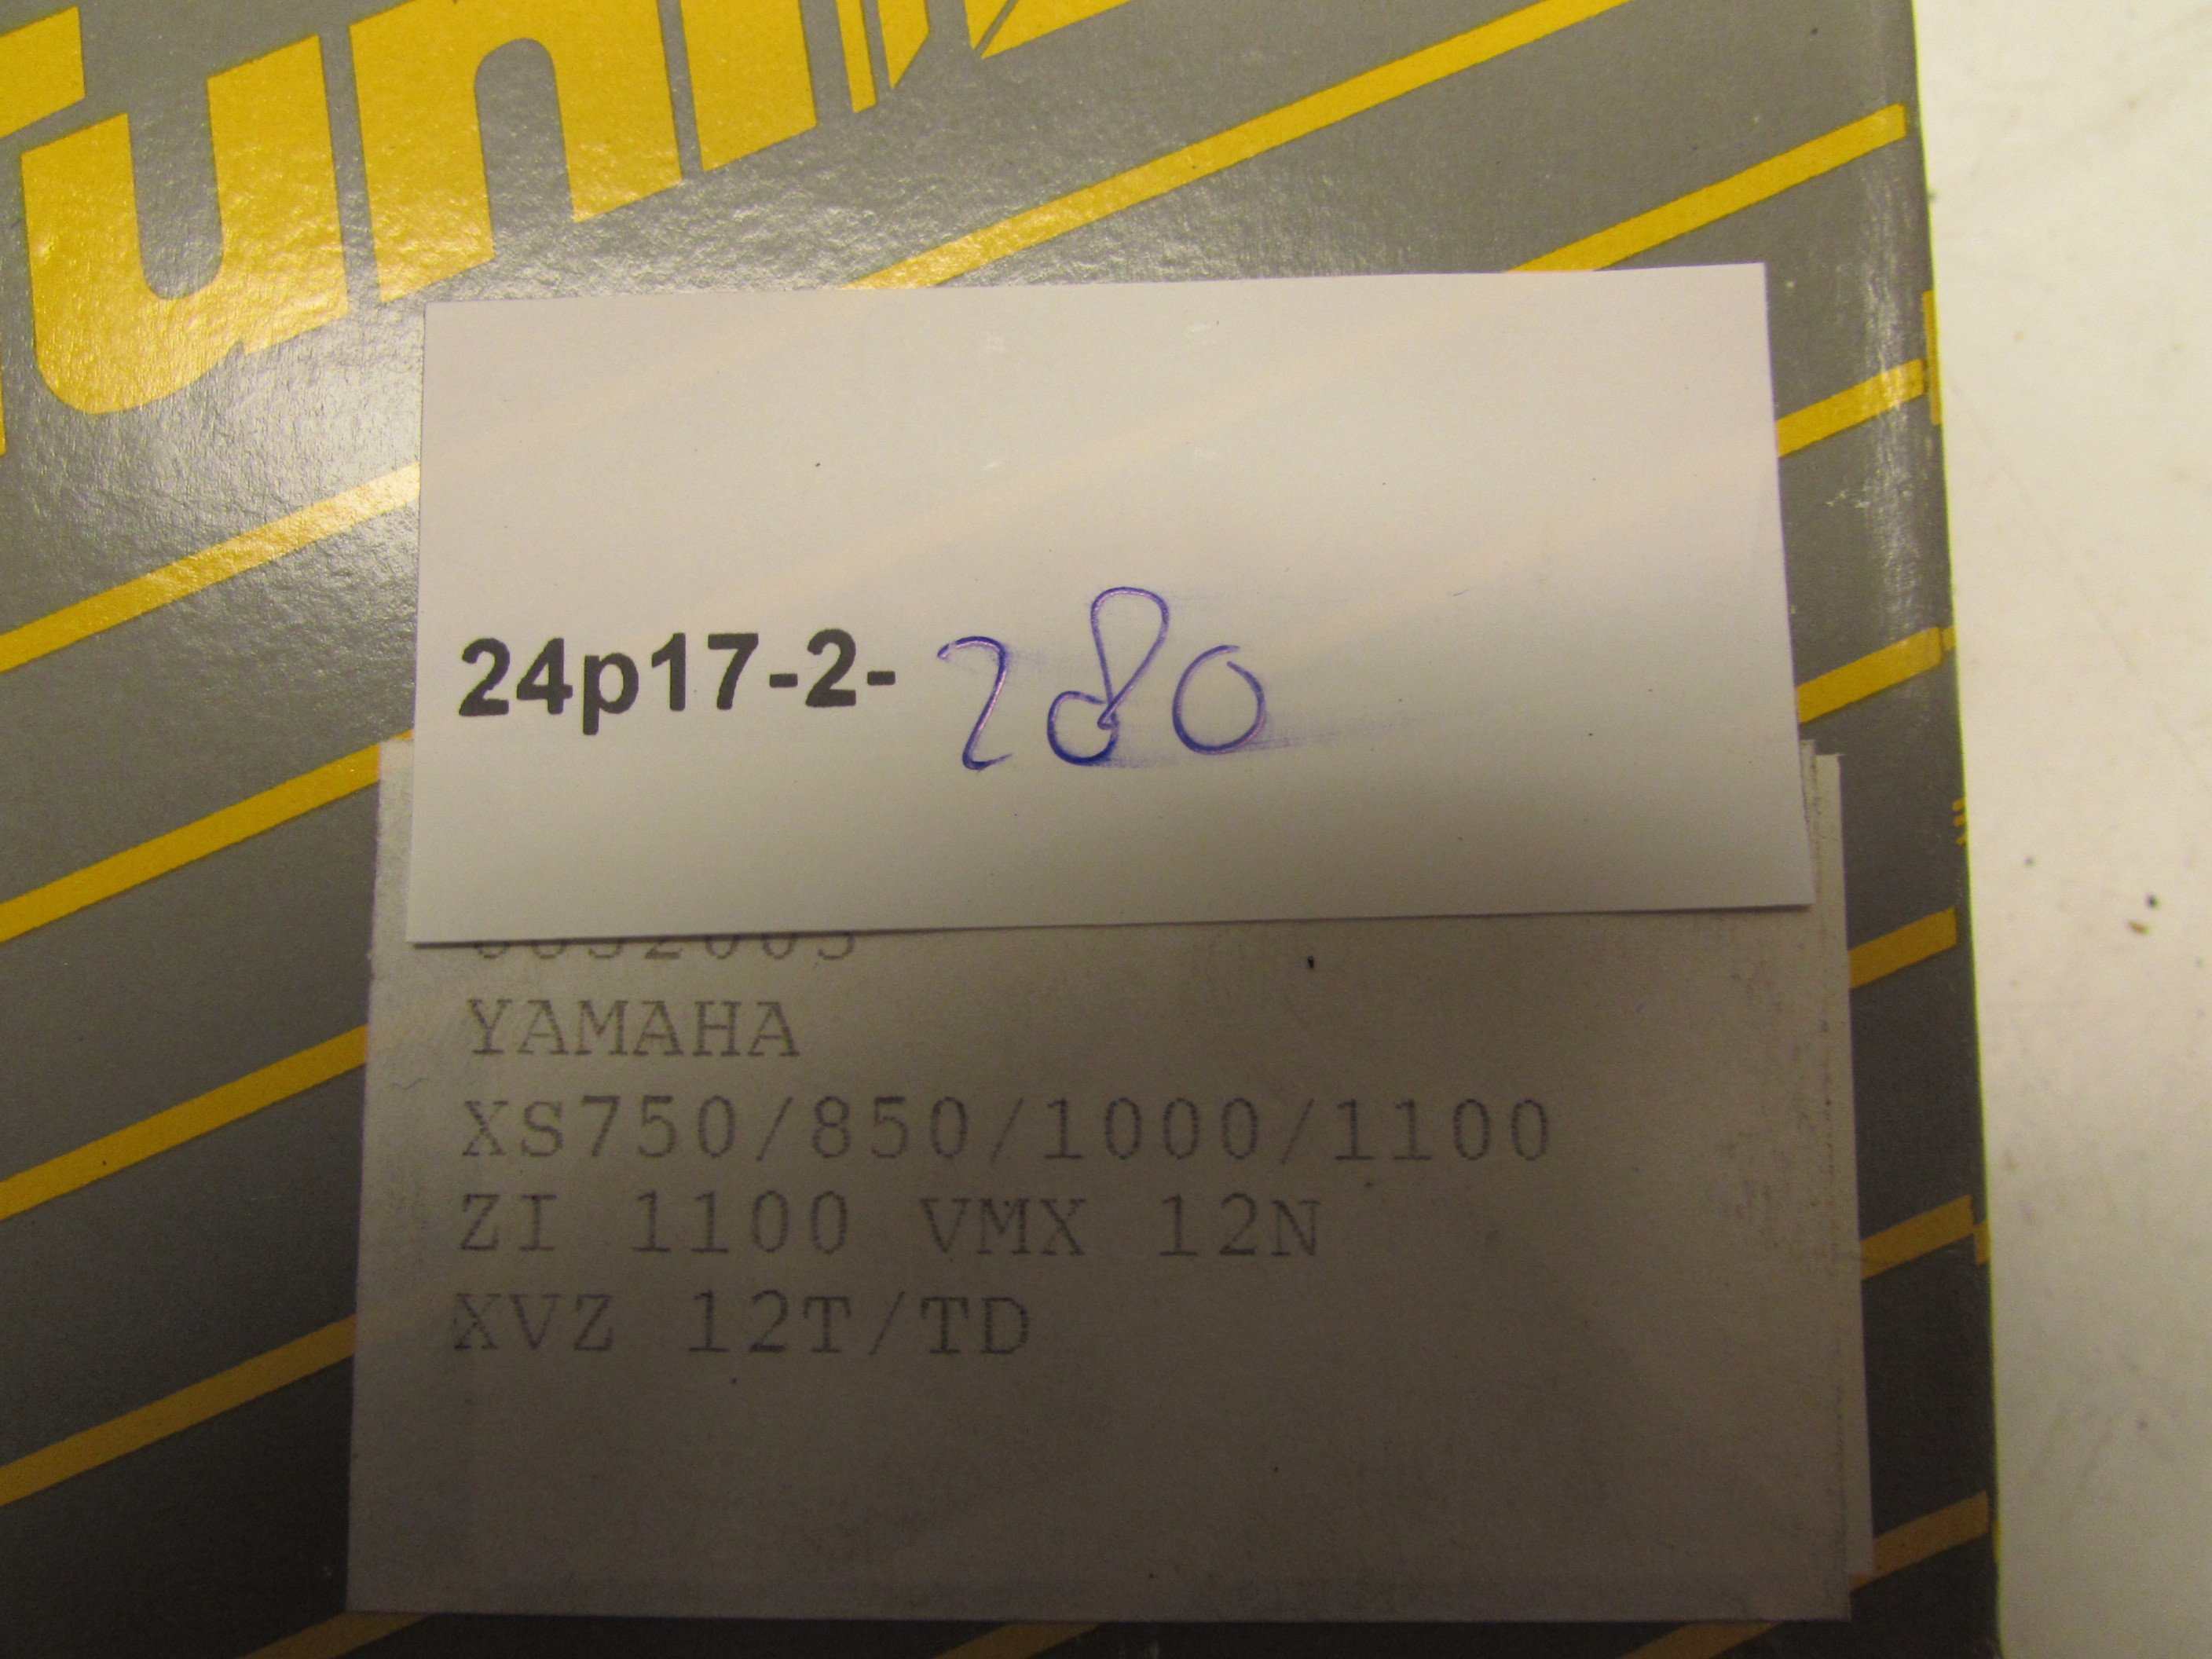 24p17-2-280
YAMAHA
XS750/850/1000/1100
ZI 1100 VMX 12N
XVZ 12T/TD